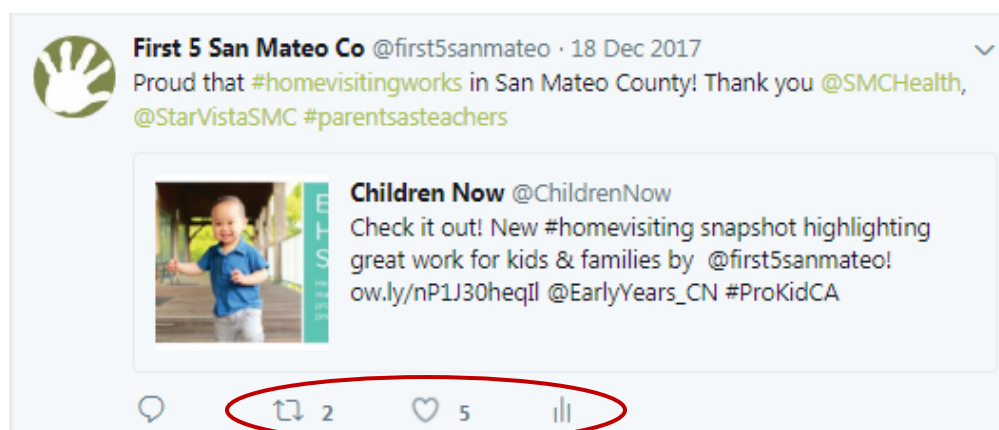 First 5 San Mateo Co @first5sanmateo · 18 Dec 2017
Proud that #homevisitingworks in San Mateo County! Thank you @SMCHealth,
@StarVistaSMC #parentsasteachers
Children Now @ChildrenNow
Check it out! New #homevisiting snapshot highlighting
great work for kids & families by @first5sanmateo!
ow.ly/nP1J30heqIl @EarlyYears_CN #ProKidCA
E
H
S
2 5